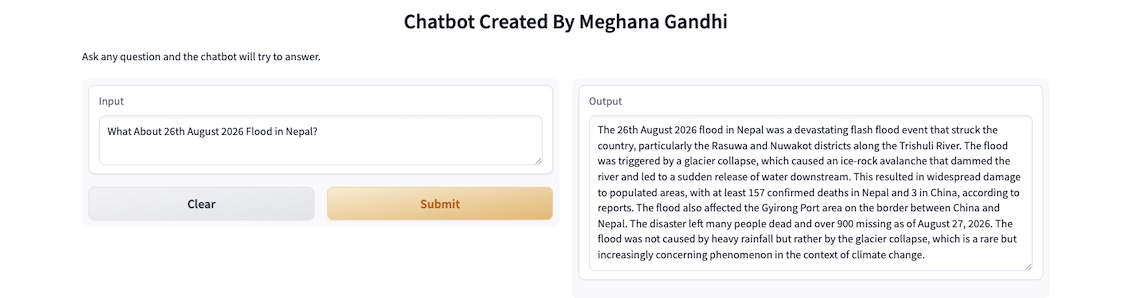 Chatbot Created By Meghana Gandhi
Ask any question and the chatbot will try to answer.
Input
What About 26th August 2026 Flood in Nepal?
Clear
Submit
Output
The 26th August 2026 flood in Nepal was a devastating flash flood event that struck the
country, particularly the Rasuwa and Nuwakot districts along the Trishuli River. The flood
was triggered by a glacier collapse, which caused an ice-rock avalanche that dammed the
river and led to a sudden release of water downstream. This resulted in widespread damage
to populated areas, with at least 157 confirmed deaths in Nepal and 3 in China, according to
reports. The flood also affected the Gyirong Port area on the border between China and
Nepal. The disaster left many people dead and over 900 missing as of August 27, 2026. The
flood was not caused by heavy rainfall but rather by the glacier collapse, which is a rare but
increasingly concerning phenomenon in the context of climate change.